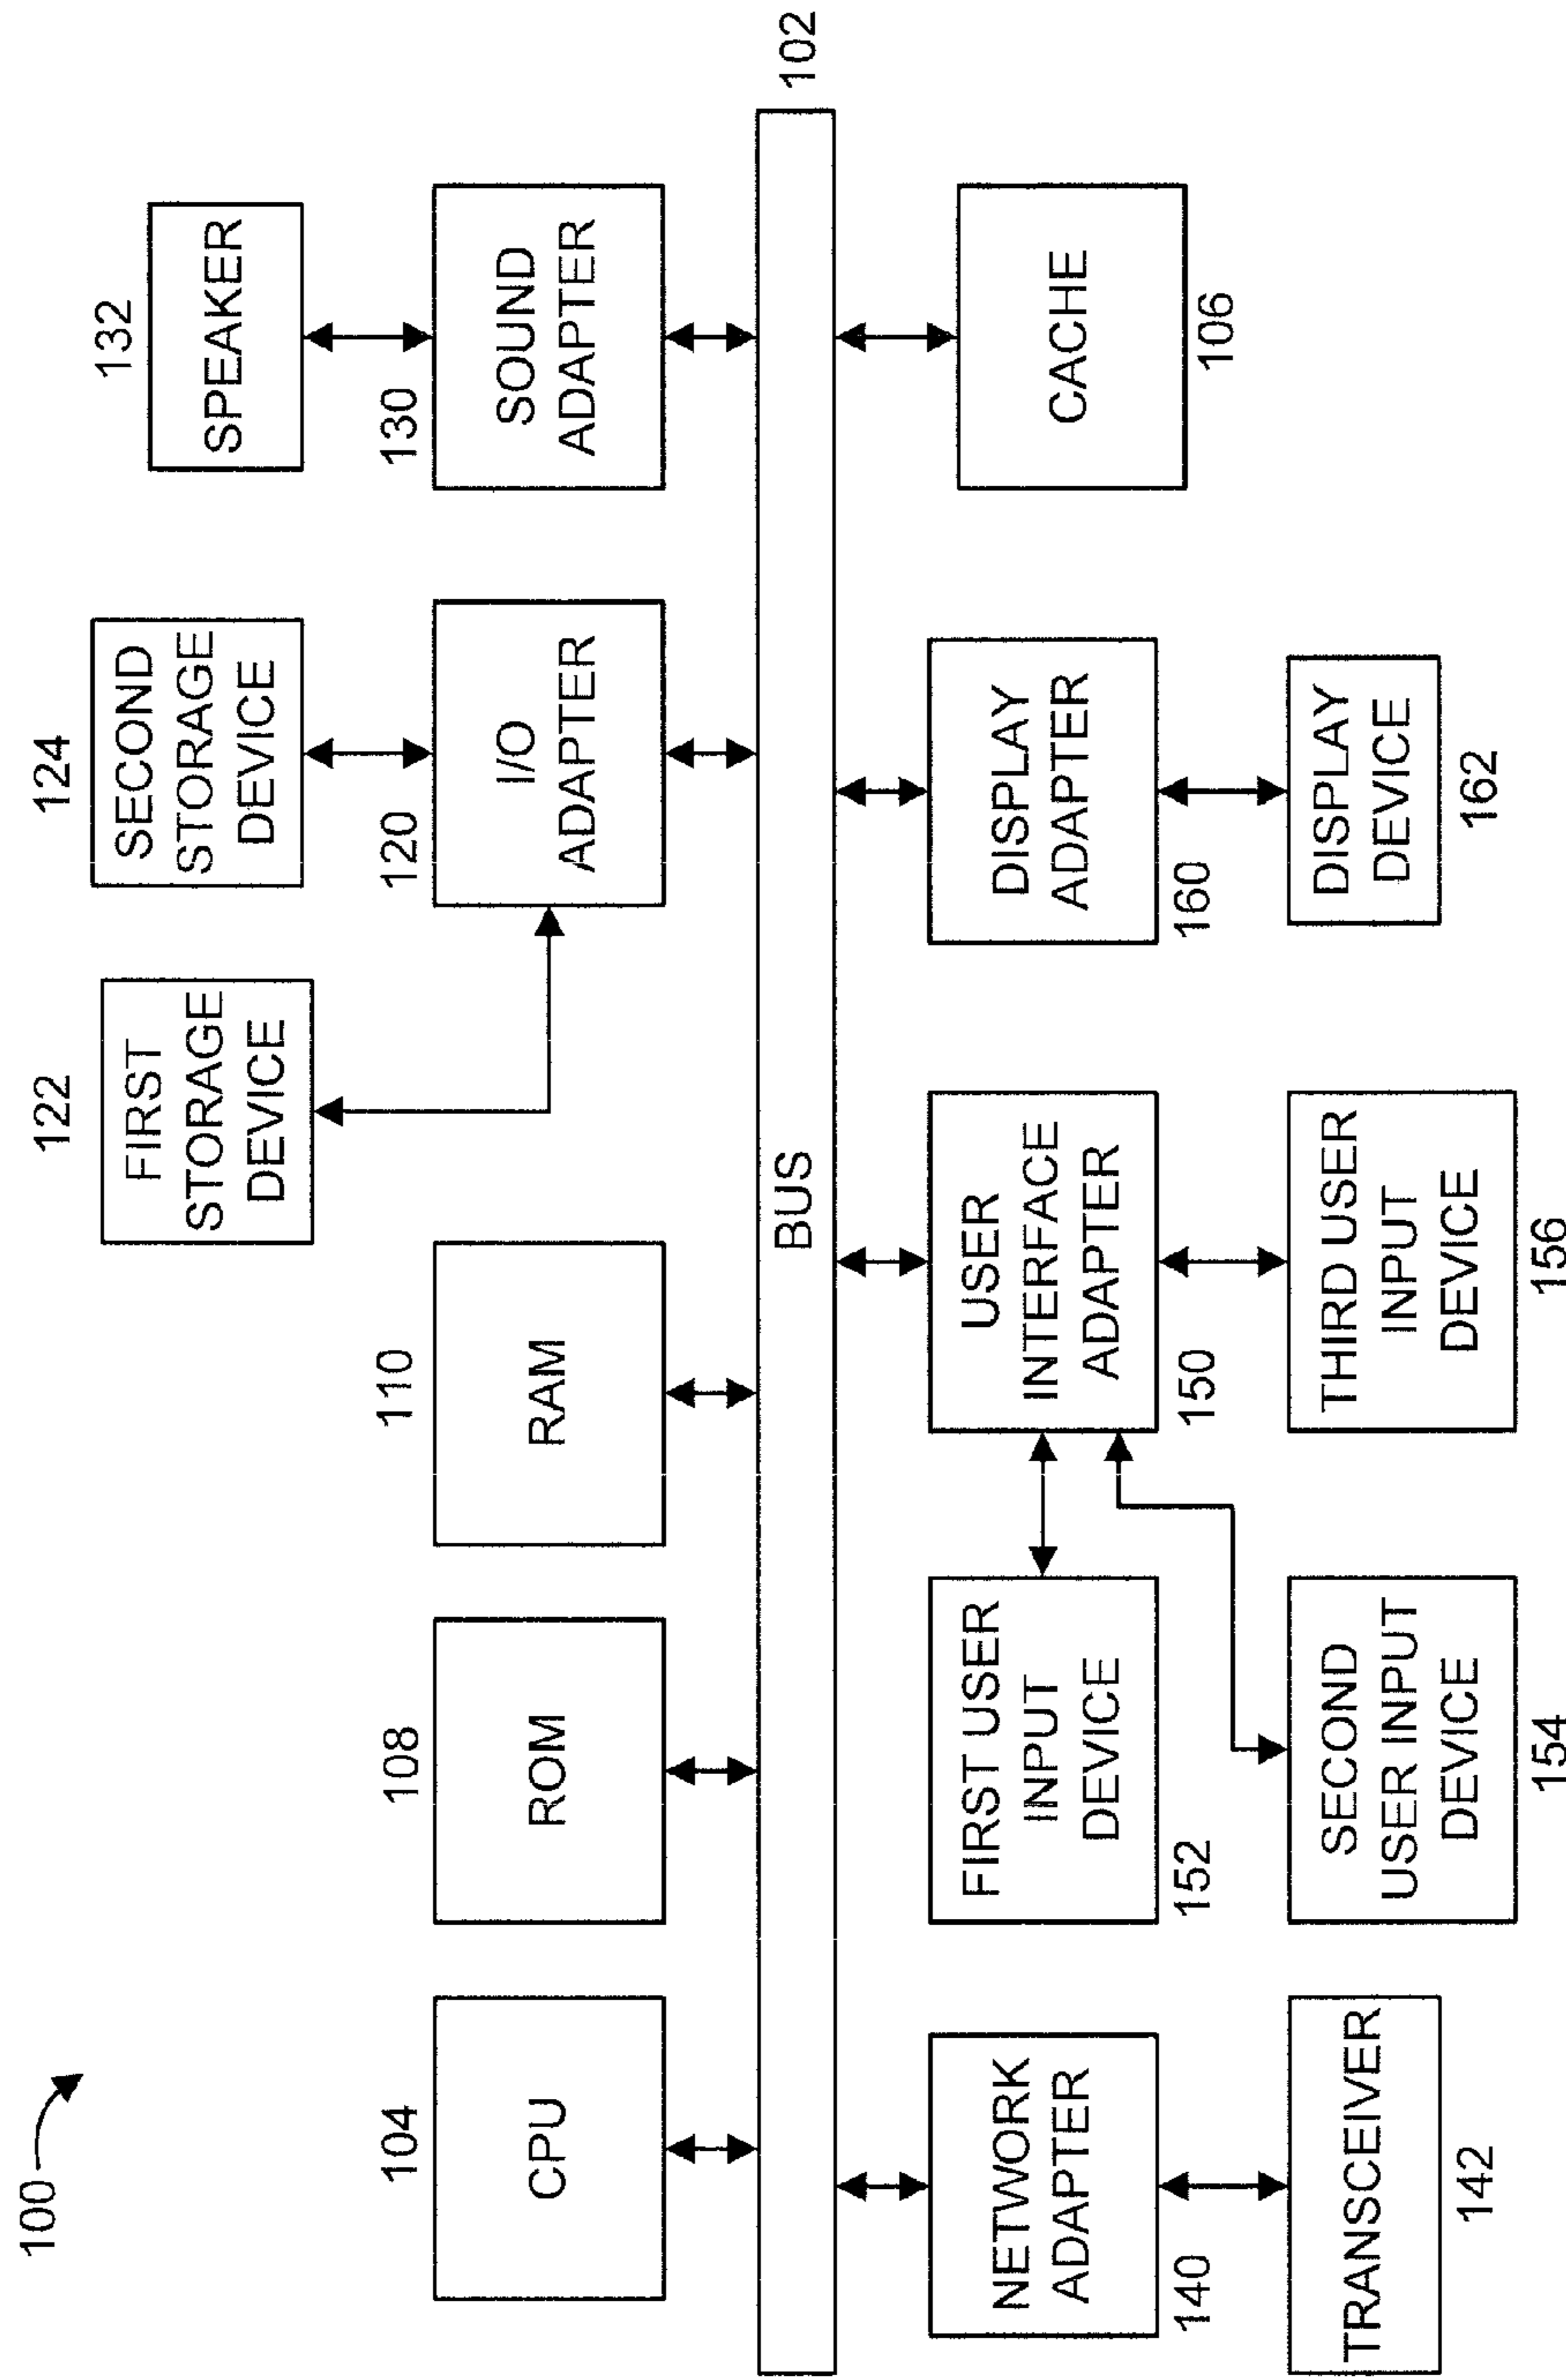 100
122
FIRST
STORAGE
DEVICE
124
SECOND
STORAGE
DEVICE
132
SPEAKER
104
CPU
108
ROM
110
RAM
120
I/O
ADAPTER
130
SOUND
ADAPTER
BUS
102
NETWORK
ADAPTER
140
FIRST USER
INPUT
DEVICE
152
USER
INTERFACE
ADAPTER
150
DISPLAY
ADAPTER
160
CACHE
106
TRANSCEIVER
142
SECOND
USER INPUT
DEVICE
154
THIRD USER
INPUT
DEVICE
156
DISPLAY
DEVICE
162